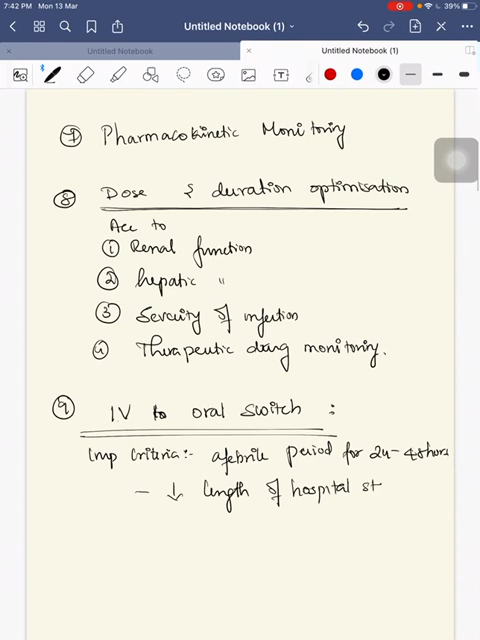 7:42 PM Mon 13 Mar
39%
Untitled Notebook (1)
Untitled Notebook
Untitled Notebook (1)
7 Pharmacokinetic Monitoring
8 Dose & duration optimisation
Acc to
1 Renal function
2 hepatic "
3 Severity of infection
4 Therapeutic drug monitoring.
9 IV to oral switch :
Imp Criteria:- afebrile period for 24-48hours
- ↓ length of hospital st